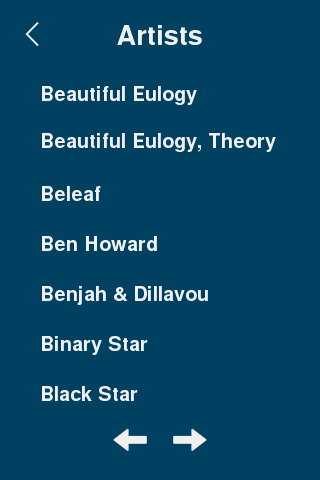 Artists
Beautiful Eulogy
Beautiful Eulogy, Theory
Beleaf
Ben Howard
Benjah & Dillavou
Binary Star
Black Star